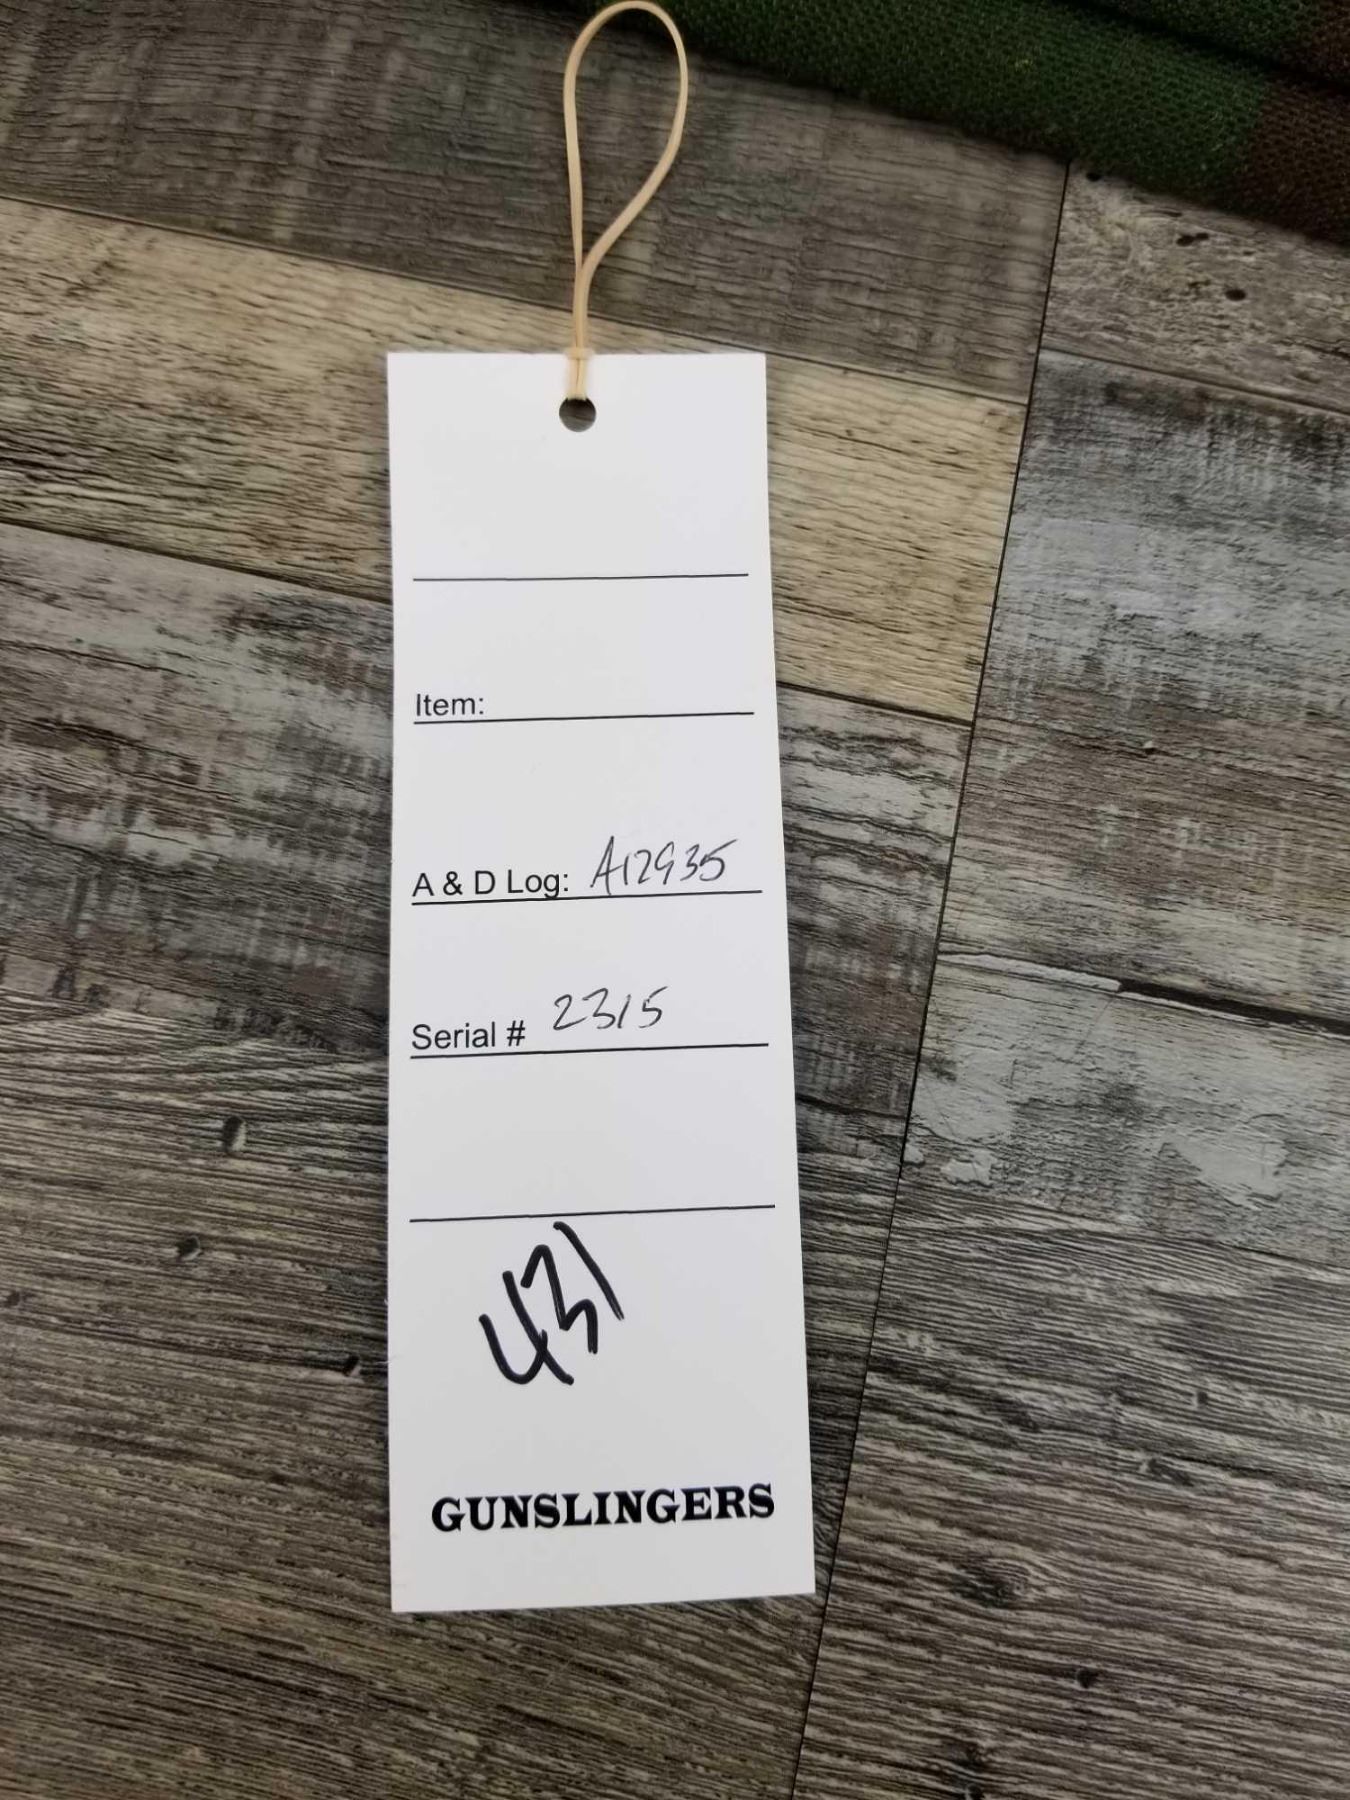 Item:
A & D Log: A12935
Serial # 2315
431
GUNSLINGERS